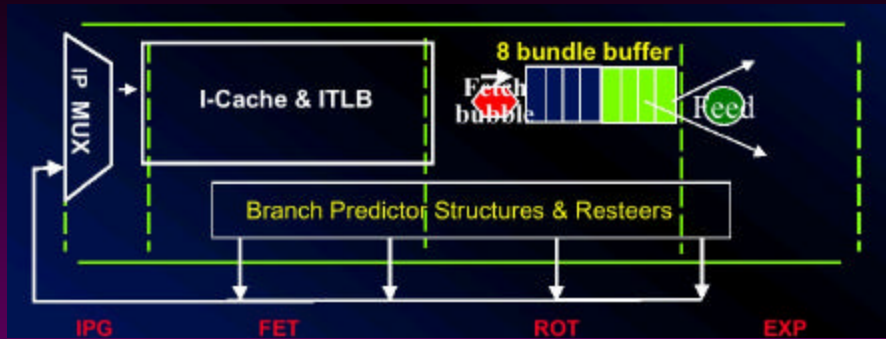 8 bundle buffer
IP MUX
I-Cache & ITLB
Fetch
bubble
Feed
Branch Predictor Structures & Resteers
IPG FET ROT EXP